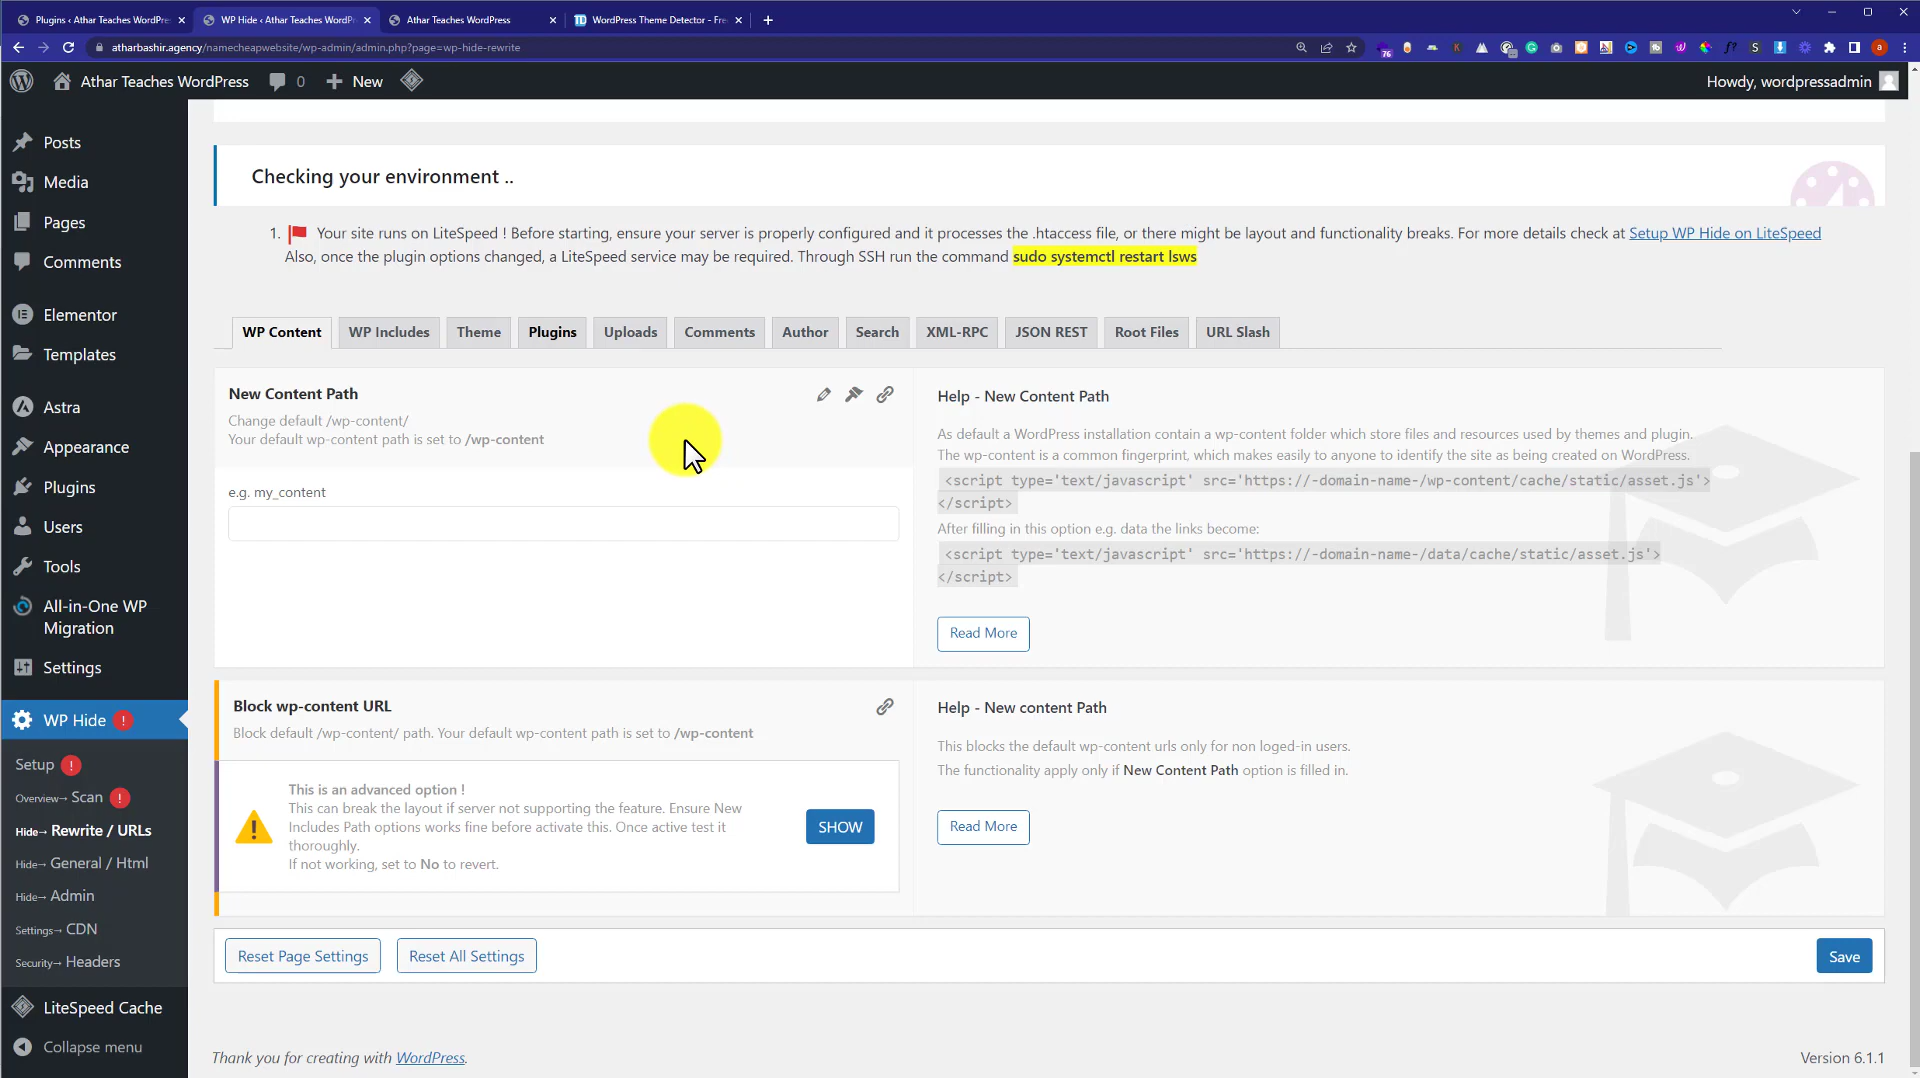 Plugins ‹ Athar Teaches WordPre
WP Hide ‹ Athar Teaches WordPr
Athar Teaches WordPress
WordPress Theme Detector - Fre
atharbashir.agency/namecheapwebsite/wp-admin/admin.php?page=wp-hide-rewrite
76
K
S
a
Athar Teaches WordPress
0
New
Howdy, wordpressadmin
Posts
Media
Pages
Comments
Elementor
Templates
Astra
Appearance
Plugins
Users
Tools
All-in-One WP
Migration
Settings
WP Hide !
Setup !
Overview→ Scan !
Hide→ Rewrite / URLs
Hide→ General / Html
Hide→ Admin
Settings→ CDN
Security→ Headers
LiteSpeed Cache
Collapse menu
Checking your environment ..
1. Your site runs on LiteSpeed ! Before starting, ensure your server is properly configured and it processes the .htaccess file, or there might be layout and functionality breaks. For more details check at Setup WP Hide on LiteSpeed
Also, once the plugin options changed, a LiteSpeed service may be required. Through SSH run the command sudo systemctl restart lsws
WP Content
WP Includes
Theme
Plugins
Uploads
Comments
Author
Search
XML-RPC
JSON REST
Root Files
URL Slash
New Content Path
Change default /wp-content/
Your default wp-content path is set to /wp-content
e.g. my_content
Help - New Content Path
As default a WordPress installation contain a wp-content folder which store files and resources used by themes and plugin.
The wp-content is a common fingerprint, which makes easily to anyone to identify the site as being created on WordPress.
<script type='text/javascript' src='https://-domain-name-/wp-content/cache/static/asset.js'>
</script>
After filling in this option e.g. data the links become:
<script type='text/javascript' src='https://-domain-name-/data/cache/static/asset.js'>
</script>
Read More
Block wp-content URL
Block default /wp-content/ path. Your default wp-content path is set to /wp-content
This is an advanced option !
This can break the layout if server not supporting the feature. Ensure New
Includes Path options works fine before activate this. Once active test it
thoroughly.
If not working, set to No to revert.
SHOW
Help - New content Path
This blocks the default wp-content urls only for non loged-in users.
The functionality apply only if New Content Path option is filled in.
Read More
Reset Page Settings
Reset All Settings
Save
Thank you for creating with WordPress.
Version 6.1.1